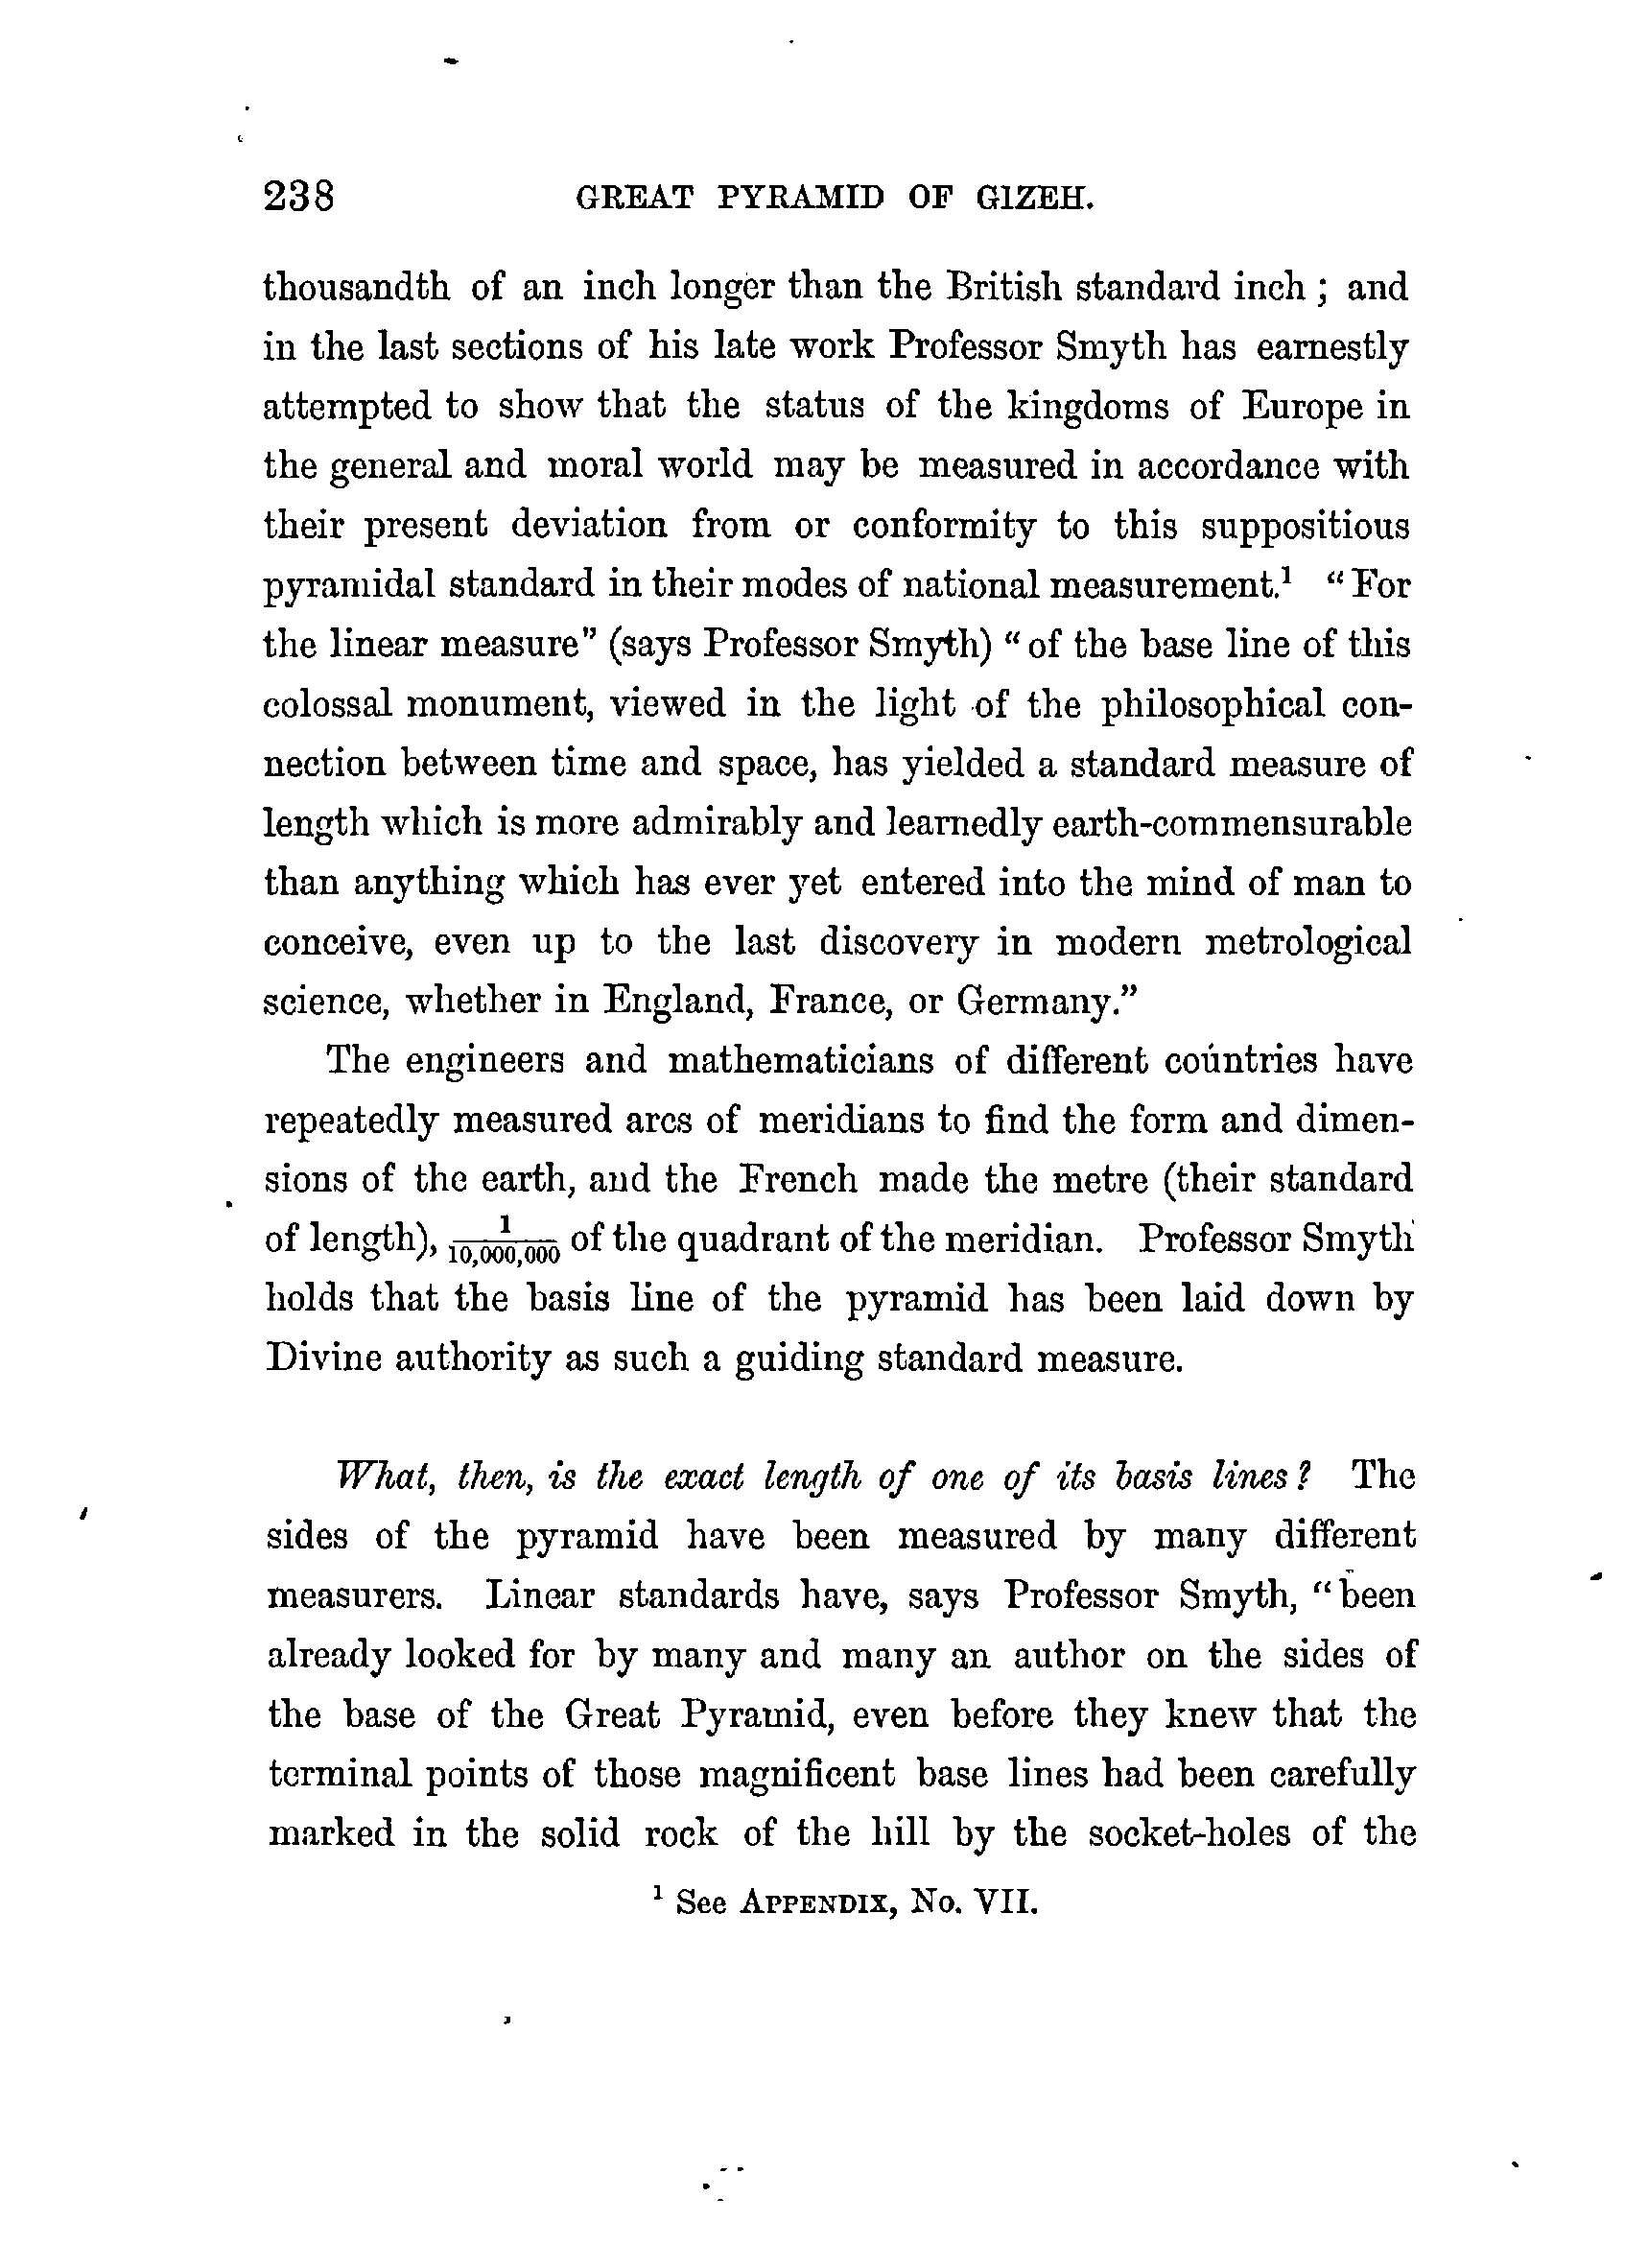 238 GREAT PYRAMID OF GIZEH.
thousandth of an inch longer than the British standard inch ; and
in the last sections of his late work Professor Smyth has earnestly
attempted to show that the status of the kingdoms of Europe in
the general and moral world may be measured in accordance with
their present deviation from or conformity to this suppositious
pyramidal standard in their modes of national measurement.¹ “For
the linear measure” (says Professor Smyth) “of the base line of this
colossal monument, viewed in the light of the philosophical con-
nection between time and space, has yielded a standard measure of
length which is more admirably and learnedly earth-commensurable
than anything which has ever yet entered into the mind of man to
conceive, even up to the last discovery in modern metrological
science, whether in England, France, or Germany.”
The engineers and mathematicians of different countries have
repeatedly measured arcs of meridians to find the form and dimen-
sions of the earth, and the French made the metre (their standard
of length), 1/10,000,000 of the quadrant of the meridian. Professor Smyth
holds that the basis line of the pyramid has been laid down by
Divine authority as such a guiding standard measure.
What, then, is the exact length of one of its basis lines? The
sides of the pyramid have been measured by many different
measurers. Linear standards have, says Professor Smyth, “been
already looked for by many and many an author on the sides of
the base of the Great Pyramid, even before they knew that the
terminal points of those magnificent base lines had been carefully
marked in the solid rock of the hill by the socket-holes of the
¹ See APPENDIX, No. VII.